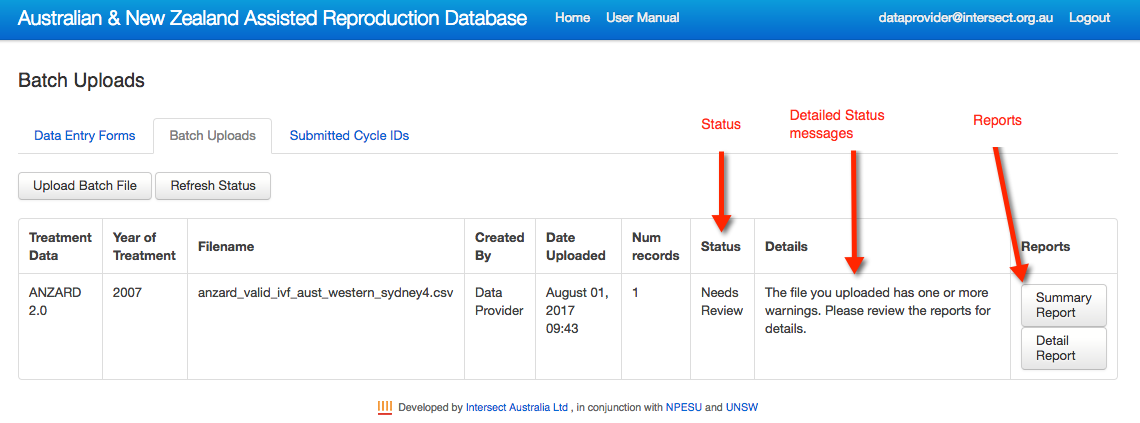 Australian & New Zealand Assisted Reproduction Database Home User Manual dataprovider@intersect.org.au Logout
Batch Uploads
Data Entry Forms Batch Uploads Submitted Cycle IDs
Status
Detailed Status
messages
Reports
Upload Batch File Refresh Status
Treatment
Data
Year of
Treatment
Filename
Created
By
Date
Uploaded
Num
records
Status
Details
Reports
ANZARD
2.0
2007
anzard_valid_ivf_aust_western_sydney4.csv
Data
Provider
August 01,
2017
09:43
1
Needs
Review
The file you uploaded has one or more
warnings. Please review the reports for
details.
Summary
Report
Detail
Report
Developed by Intersect Australia Ltd , in conjunction with NPESU and UNSW